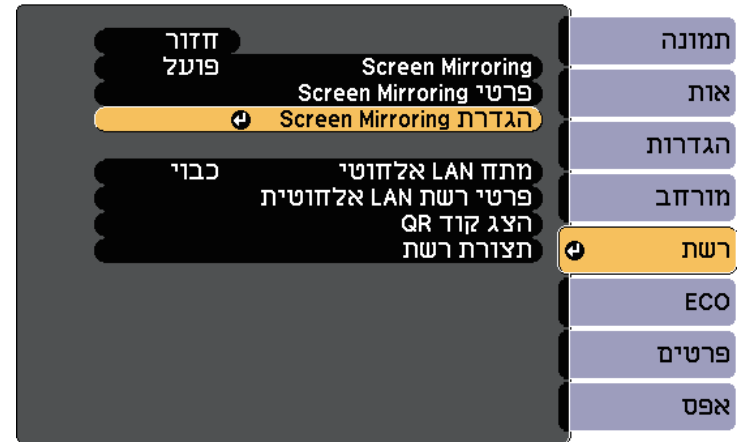 חזור
Screen Mirroring פועל
פרטי Screen Mirroring
הגדרת Screen Mirroring
מתח LAN אלחוטי כבוי
פרטי רשת LAN אלחוטית
הצג קוד QR
תצורת רשת
תמונה
אות
הגדרות
מורחב
רשת
ECO
פרטים
אפס